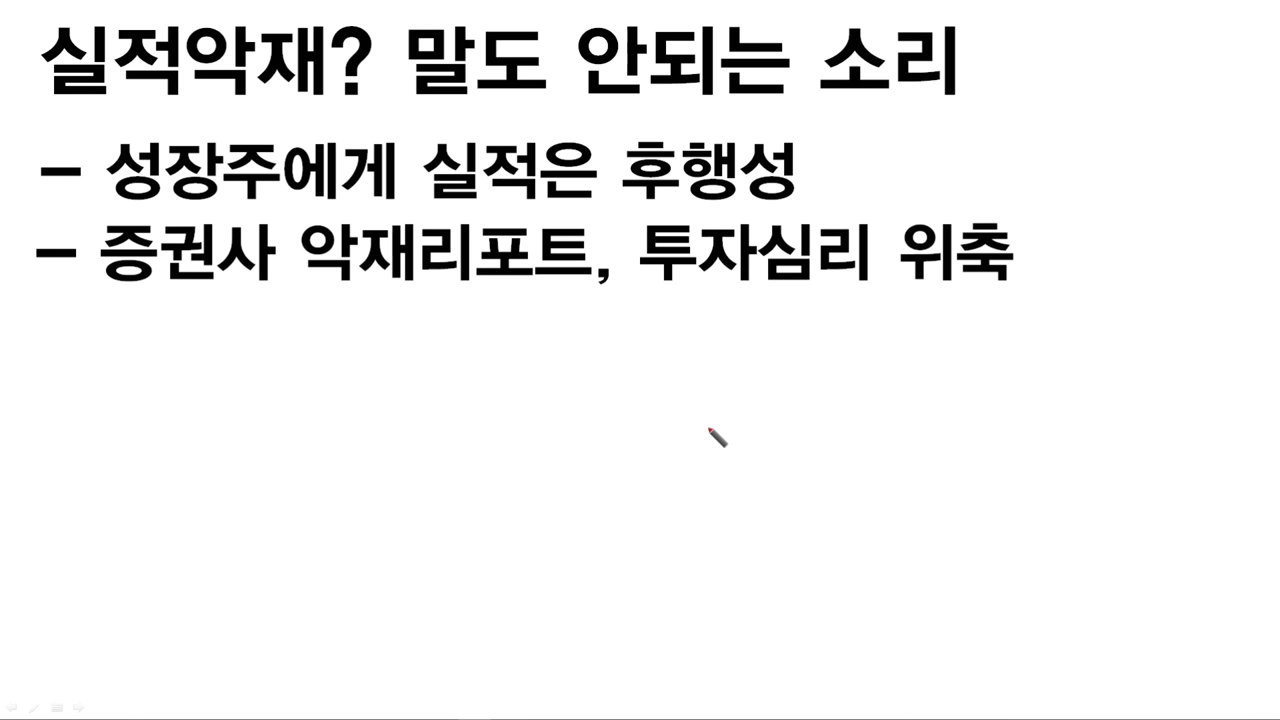 실적악재? 말도 안되는 소리
- 성장주에게 실적은 후행성
- 증권사 악재리포트, 투자심리 위축